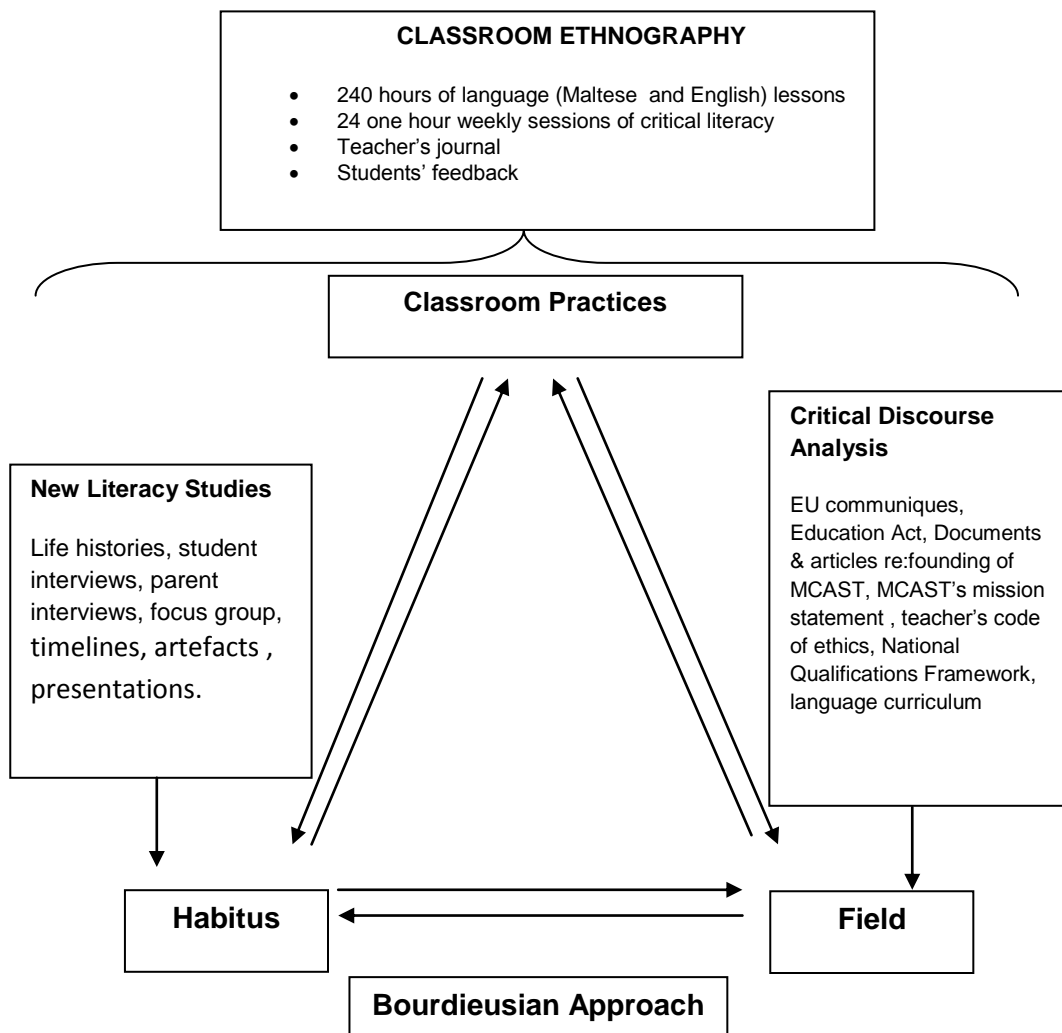 CLASSROOM ETHNOGRAPHY
• 240 hours of language (Maltese and English) lessons
• 24 one hour weekly sessions of critical literacy
• Teacher's journal
• Students' feedback
Classroom Practices
New Literacy Studies
Life histories, student
interviews, parent
interviews, focus group,
timelines, artefacts ,
presentations.
Critical Discourse
Analysis
EU communiques,
Education Act, Documents
& articles re:founding of
MCAST, MCAST's mission
statement , teacher's code
of ethics, National
Qualifications Framework,
language curriculum
Habitus
Field
Bourdieusian Approach